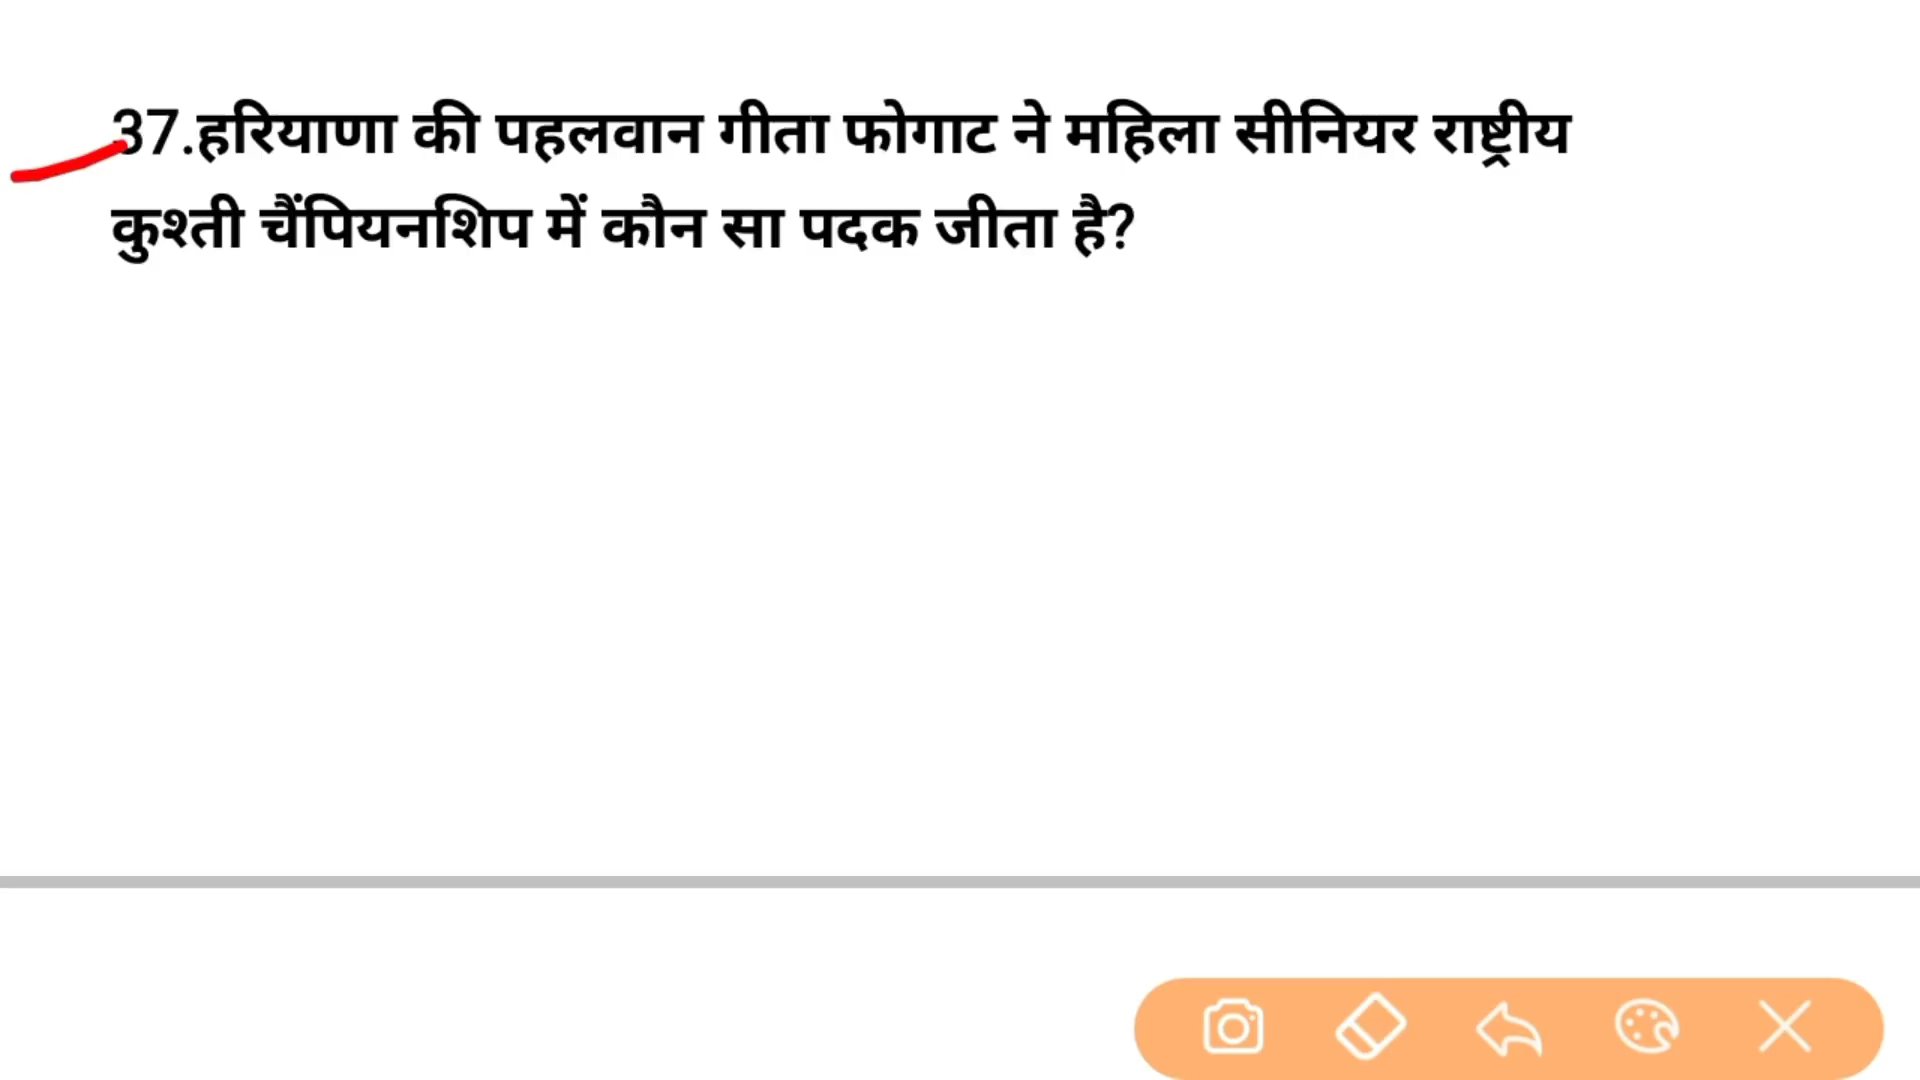 37.हरियाणा की पहलवान गीता फोगाट ने महिला सीनियर राष्ट्रीय
कुश्ती चैंपियनशिप में कौन सा पदक जीता है?